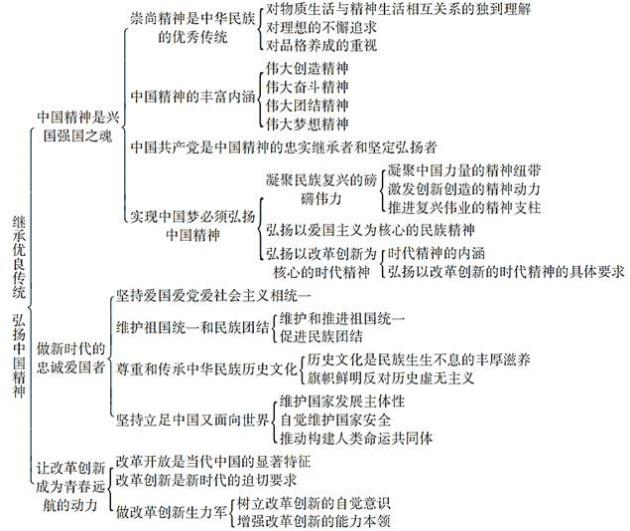 继承优良传统 弘扬中国精神
中国精神是兴
国强国之魂
崇尚精神是中华民族
的优秀传统
对物质生活与精神生活相互关系的独到理解
对理想的不懈追求
对品格养成的重视
中国精神的丰富内涵
伟大创造精神
伟大奋斗精神
伟大团结精神
伟大梦想精神
中国共产党是中国精神的忠实继承者和坚定弘扬者
实现中国梦必须弘扬
中国精神
凝聚民族复兴的磅
礴伟力
凝聚中国力量的精神纽带
激发创新创造的精神动力
推进复兴伟业的精神支柱
弘扬以爱国主义为核心的民族精神
弘扬以改革创新为
核心的时代精神
时代精神的内涵
弘扬以改革创新的时代精神的具体要求
做新时代的
忠诚爱国者
坚持爱国爱党爱社会主义相统一
维护祖国统一和民族团结
维护和推进祖国统一
促进民族团结
尊重和传承中华民族历史文化
历史文化是民族生生不息的丰厚滋养
旗帜鲜明反对历史虚无主义
坚持立足中国又面向世界
维护国家发展主体性
自觉维护国家安全
推动构建人类命运共同体
让改革创新
成为青春远
航的动力
改革开放是当代中国的显著特征
改革创新是新时代的迫切要求
做改革创新生力军
树立改革创新的自觉意识
增强改革创新的能力本领